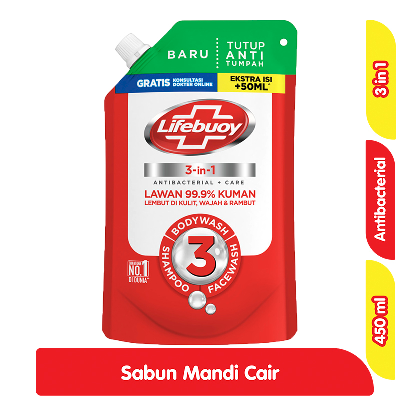 BARU
TUTUP
ANTI
TUMPAH
GRATIS KONSULTASI
DOKTER ONLINE
EKSTRA ISI
+50ML*
Lifebuoy
3-in-1
ANTIBACTERIAL + CARE
LAWAN 99.9% KUMAN
LEMBUT DI KULIT, WAJAH & RAMBUT
BODYWASH
SHAMPOO
3
FACEWASH
NO.1
DI DUNIA
3 in 1
Antibacterial
450 ml
Sabun Mandi Cair